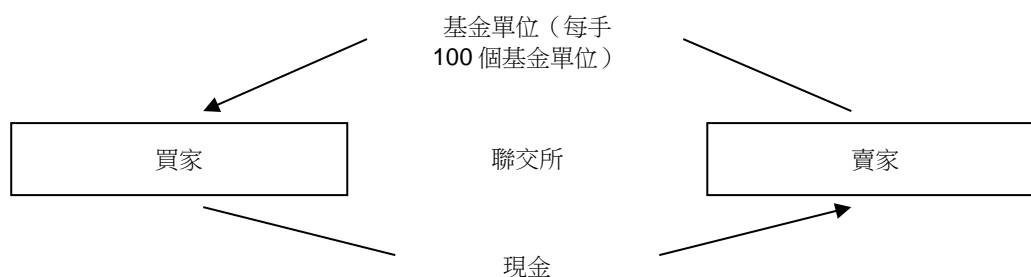 基金單位（每手
100 個基金單位）
買家
聯交所
賣家
現金